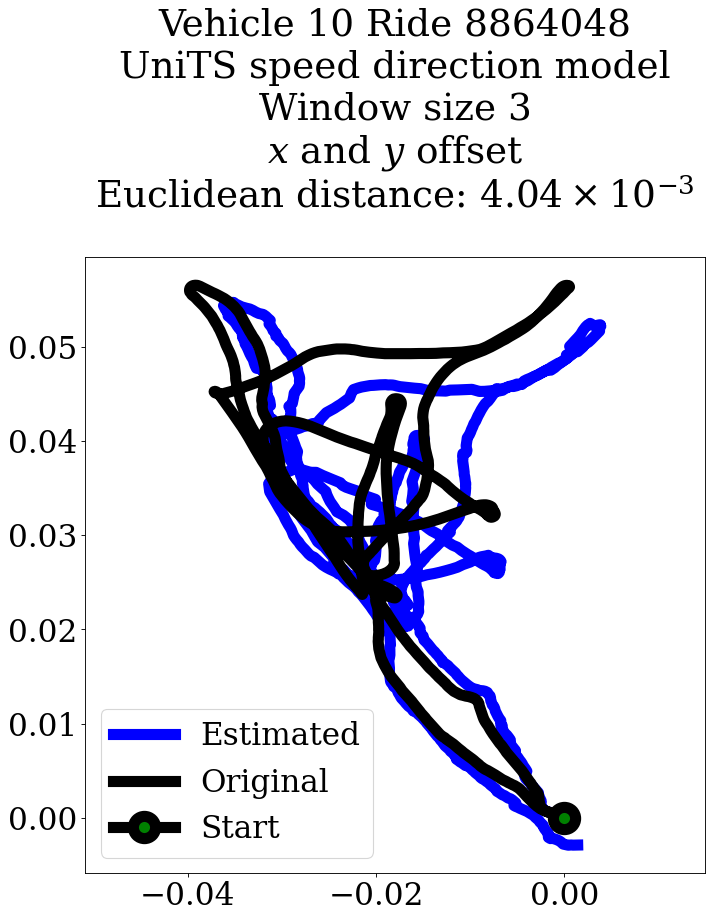 Vehicle 10 Ride 8864048
UniTS speed direction model
Window size 3
x and y offset
Euclidean distance: 4.04 × 10⁻³
0.05
0.04
0.03
0.02
0.01
0.00
Estimated
Original
Start
−0.04 −0.02 0.00